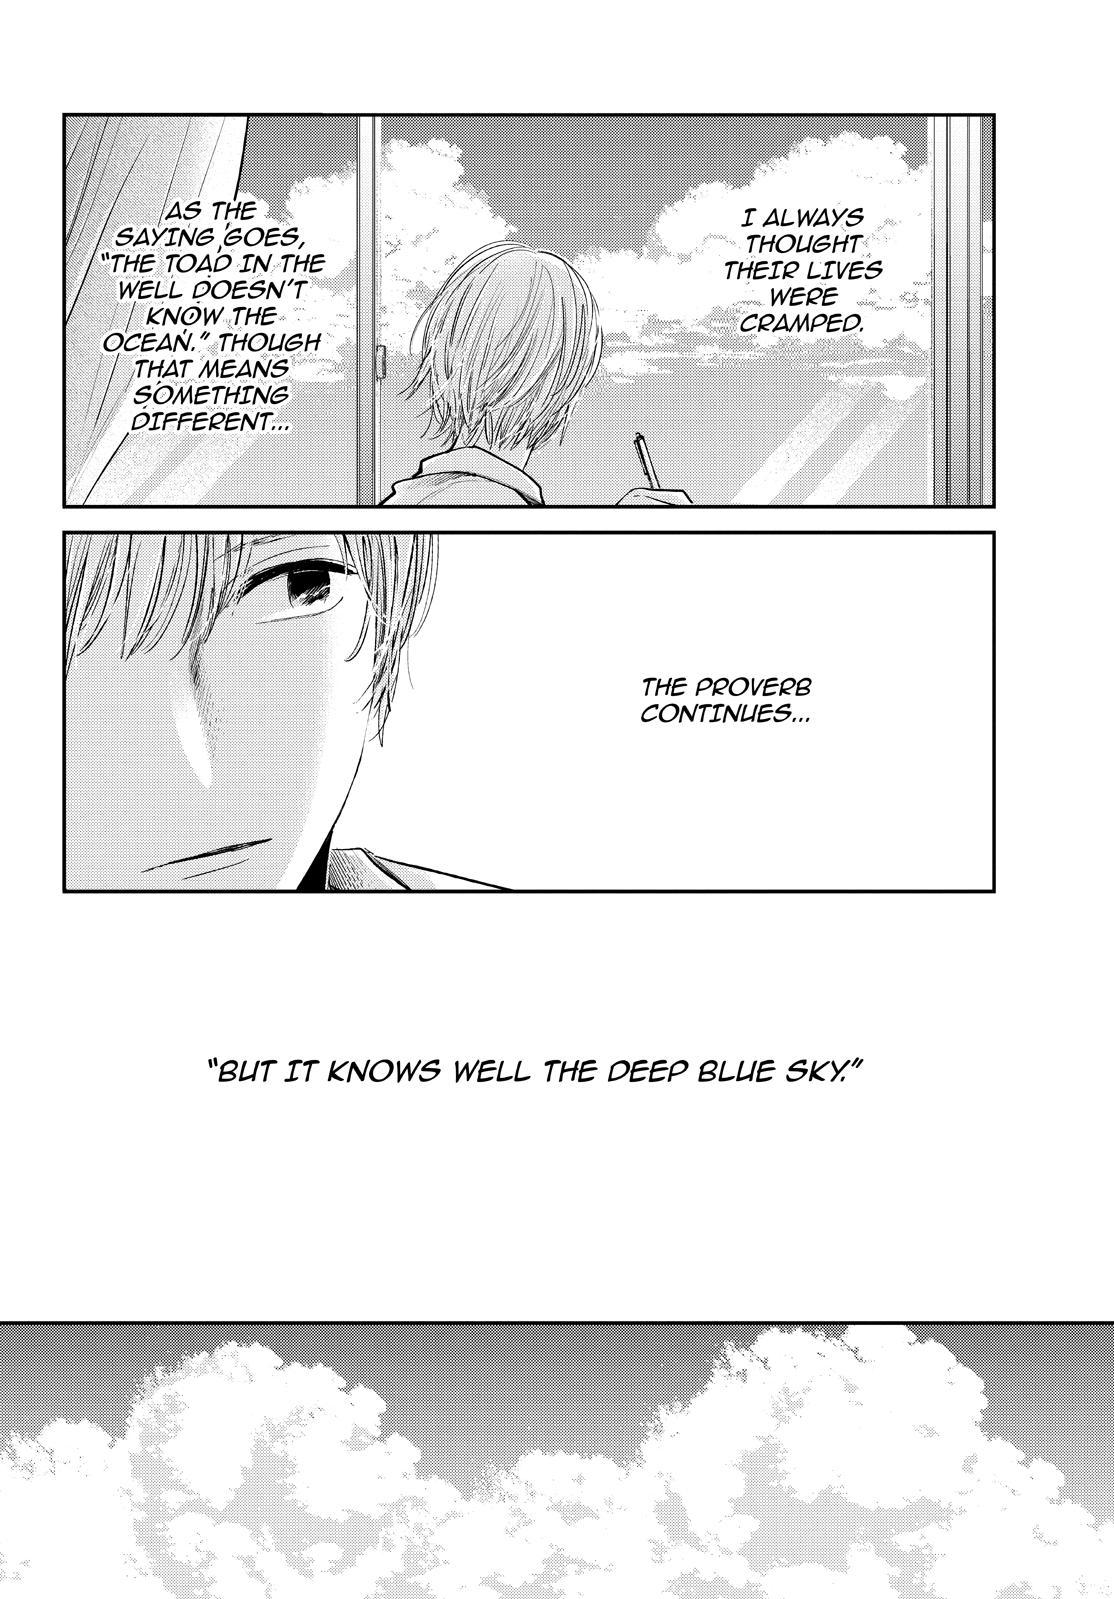 I ALWAYS
THOUGHT
THEIR LIVES
WERE
CRAMPED.
AS THE
SAYING GOES,
"THE TOAD IN THE
WELL DOESN'T
KNOW THE
OCEAN." THOUGH
THAT MEANS
SOMETHING
DIFFERENT...
THE PROVERB
CONTINUES...
"BUT IT KNOWS WELL THE DEEP BLUE SKY."